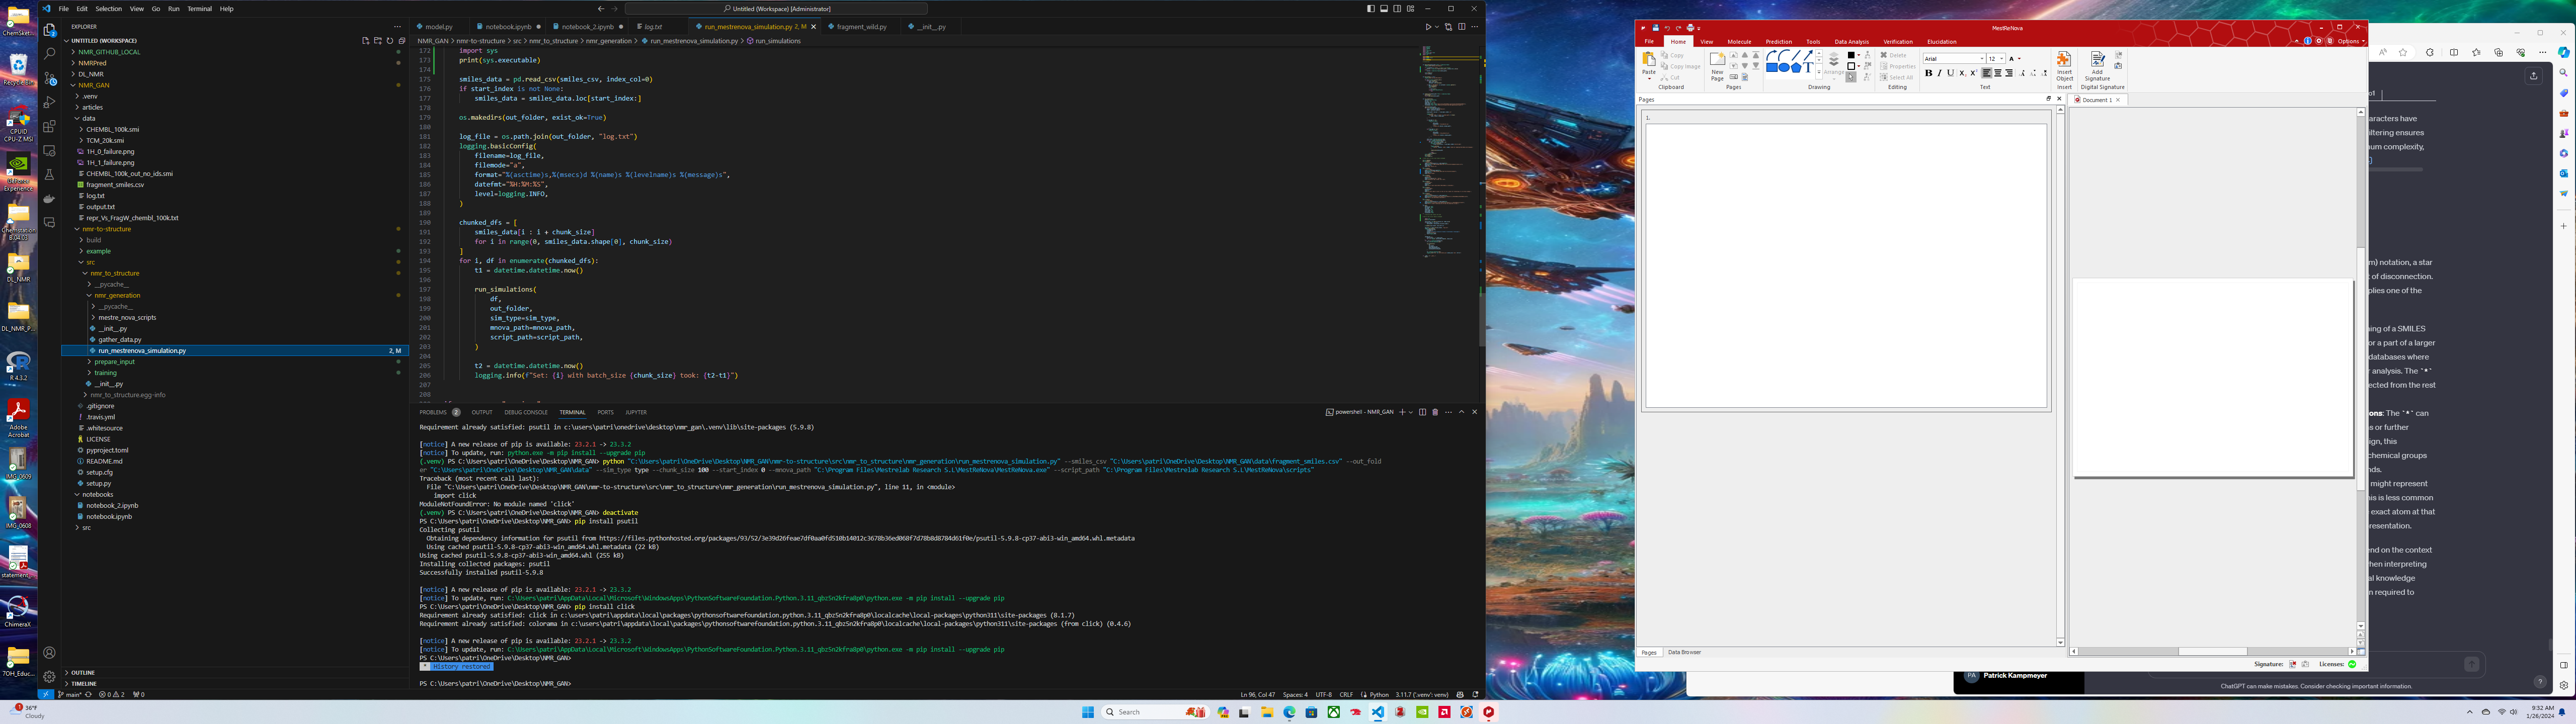 File Edit Selection View Go Run Terminal Help
Untitled (Workspace) [Administrator]
EXPLORER
UNTITLED (WORKSPACE)
NMR_GITHUB_LOCAL
NMRPred
DL_NMR
NMR_GAN
.venv
articles
data
CHEMBL_100k.smi
TCM_20k.smi
1H_0_failure.png
1H_1_failure.png
CHEMBL_100k_out_no_ids.smi
fragment_smiles.csv
log.txt
output.txt
repr_Vs_FragW_chembl_100k.txt
nmr-to-structure
build
example
src
nmr_to_structure
__pycache__
nmr_generation
__pycache__
mestre_nova_scripts
__init__.py
gather_data.py
run_mestrenova_simulation.py 2, M
prepare_input
training
__init__.py
nmr_to_structure.egg-info
.gitignore
.travis.yml
.whitesource
LICENSE
pyproject.toml
README.md
setup.cfg
setup.py
notebooks
notebook_2.ipynb
notebook.ipynb
src
OUTLINE
TIMELINE
model.py notebook.ipynb notebook_2.ipynb log.txt run_mestrenova_simulation.py 2, M fragment_wild.py __init__.py
NMR_GAN > nmr-to-structure > src > nmr_to_structure > nmr_generation > run_mestrenova_simulation.py > run_simulations
172 import sys
173 print(sys.executable)
174
175 smiles_data = pd.read_csv(smiles_csv, index_col=0)
176 if start_index is not None:
177 smiles_data = smiles_data.loc[start_index:]
178
179 os.makedirs(out_folder, exist_ok=True)
180
181 log_file = os.path.join(out_folder, "log.txt")
182 logging.basicConfig(
183 filename=log_file,
184 filemode="a",
185 format="%(asctime)s,%(msecs)d %(name)s %(levelname)s %(message)s",
186 datefmt="%H:%M:%S",
187 level=logging.INFO,
188 )
189
190 chunked_dfs = [
191 smiles_data[i : i + chunk_size]
192 for i in range(0, smiles_data.shape[0], chunk_size)
193 ]
194 for i, df in enumerate(chunked_dfs):
195 t1 = datetime.datetime.now()
196
197 run_simulations(
198 df,
199 out_folder,
200 sim_type=sim_type,
201 mnova_path=mnova_path,
202 script_path=script_path,
203 )
204
205 t2 = datetime.datetime.now()
206 logging.info(f"Set: {i} with batch_size {chunk_size} took: {t2-t1}")
207
208
PROBLEMS 2 OUTPUT DEBUG CONSOLE TERMINAL PORTS JUPYTER
powershell - NMR_GAN
Requirement already satisfied: psutil in c:\users\patri\onedrive\desktop\nmr_gan\.venv\lib\site-packages (5.9.8)
[notice] A new release of pip is available: 23.2.1 -> 23.3.2
[notice] To update, run: python.exe -m pip install --upgrade pip
(.venv) PS C:\Users\patri\OneDrive\Desktop\NMR_GAN> python "C:\Users\patri\OneDrive\Desktop\NMR_GAN\nmr-to-structure\src\nmr_to_structure\nmr_generation\run_mestrenova_simulation.py" --smiles_csv "C:\Users\patri\OneDrive\Desktop\NMR_GAN\data\fragment_smiles.csv" --out_fold
er "C:\Users\patri\OneDrive\Desktop\NMR_GAN\data" --sim_type type --chunk_size 100 --start_index 0 --mnova_path "C:\Program Files\Mestrelab Research S.L\MestReNova\MestReNova.exe" --script_path "C:\Program Files\Mestrelab Research S.L\MestReNova\scripts"
Traceback (most recent call last):
File "C:\Users\patri\OneDrive\Desktop\NMR_GAN\nmr-to-structure\src\nmr_to_structure\nmr_generation\run_mestrenova_simulation.py", line 11, in <module>
import click
ModuleNotFoundError: No module named 'click'
(.venv) PS C:\Users\patri\OneDrive\Desktop\NMR_GAN> deactivate
PS C:\Users\patri\OneDrive\Desktop\NMR_GAN> pip install psutil
Collecting psutil
Obtaining dependency information for psutil from https://files.pythonhosted.org/packages/93/52/3e39d26feae7df0aa0fd510b14012c3678b36ed068f7d78b8d8784d61f0e/psutil-5.9.8-cp37-abi3-win_amd64.whl.metadata
Using cached psutil-5.9.8-cp37-abi3-win_amd64.whl.metadata (22 kB)
Using cached psutil-5.9.8-cp37-abi3-win_amd64.whl (255 kB)
Installing collected packages: psutil
Successfully installed psutil-5.9.8
[notice] A new release of pip is available: 23.2.1 -> 23.3.2
[notice] To update, run: C:\Users\patri\AppData\Local\Microsoft\WindowsApps\PythonSoftwareFoundation.Python.3.11_qbz5n2kfra8p0\python.exe -m pip install --upgrade pip
PS C:\Users\patri\OneDrive\Desktop\NMR_GAN> pip install click
Requirement already satisfied: click in c:\users\patri\appdata\local\packages\pythonsoftwarefoundation.python.3.11_qbz5n2kfra8p0\localcache\local-packages\python311\site-packages (8.1.7)
Requirement already satisfied: colorama in c:\users\patri\appdata\local\packages\pythonsoftwarefoundation.python.3.11_qbz5n2kfra8p0\localcache\local-packages\python311\site-packages (from click) (0.4.6)
[notice] A new release of pip is available: 23.2.1 -> 23.3.2
[notice] To update, run: C:\Users\patri\AppData\Local\Microsoft\WindowsApps\PythonSoftwareFoundation.Python.3.11_qbz5n2kfra8p0\python.exe -m pip install --upgrade pip
PS C:\Users\patri\OneDrive\Desktop\NMR_GAN>
* History restored
PS C:\Users\patri\OneDrive\Desktop\NMR_GAN>
main* 0 2 0
Ln 96, Col 47 Spaces: 4 UTF-8 CRLF Python 3.11.7 ('.venv': venv)
MestReNova
File Home View Molecule Prediction Tools Data Analysis Verification Elucidation Options
Paste Copy Copy Image Cut Clipboard
New Page Pages
Arrange Drawing
Delete Properties Select All Editing
Arial 12 Text
Insert Object Insert
Add Signature Digital Signature
Pages
1.
Document 1
Pages Data Browser
Signature: Licenses:
aracters have
iltering ensures
num complexity,
m) notation, a star
t of disconnection.
plies one of the
ning of a SMILES
or a part of a larger
databases where
r analysis. The `*`
ected from the rest
ons: The `*` can
s or further
ign, this
chemical groups
nds.
might represent
his is less common
exact atom at that
resentation.
end on the context
hen interpreting
al knowledge
en required to
PA Patrick Kampmeyer
ChatGPT can make mistakes. Consider checking important information.
ChemSket...
CPUID
CPU-Z MSI
Experience
Chemstation
DL_NMR
DL_NMR_P...
R 4.3.2
Adobe
Acrobat
IMG_0609
IMG_0608
statement_...
ChimeraX
7OH_Educ...
36°F
Cloudy
Search
9:32 AM
1/26/2024